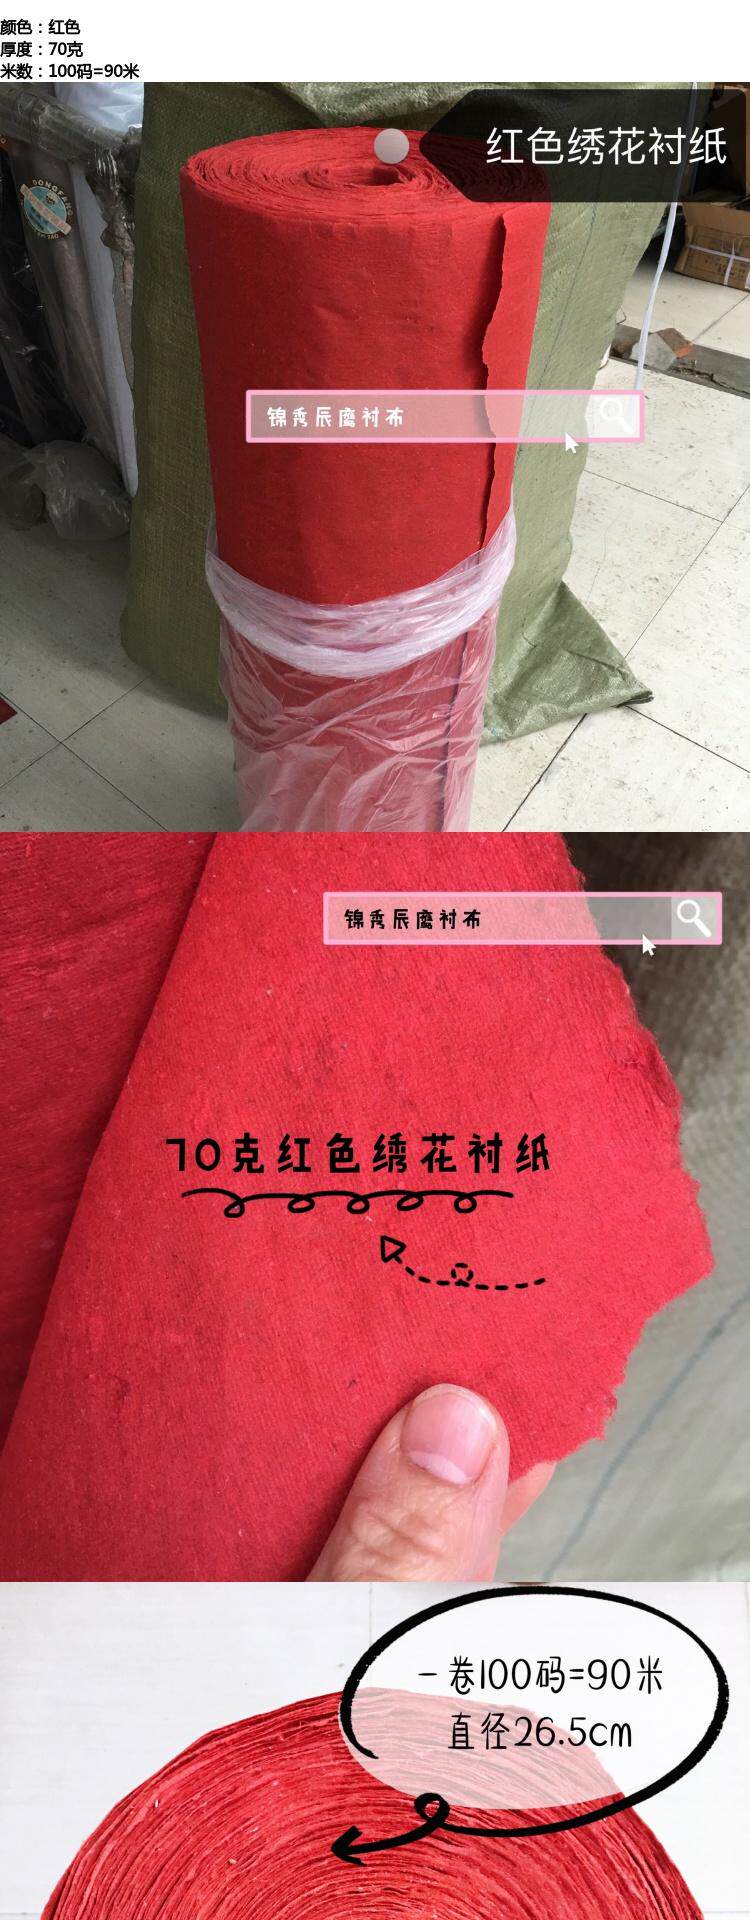 颜色：红色
厚度：70克
米数：100码=90米
红色绣花衬纸
DONGFANG
锦秀辰鹰衬布
锦秀辰鹰衬布
70克红色绣花衬纸
一卷100码=90米
直径26.5cm